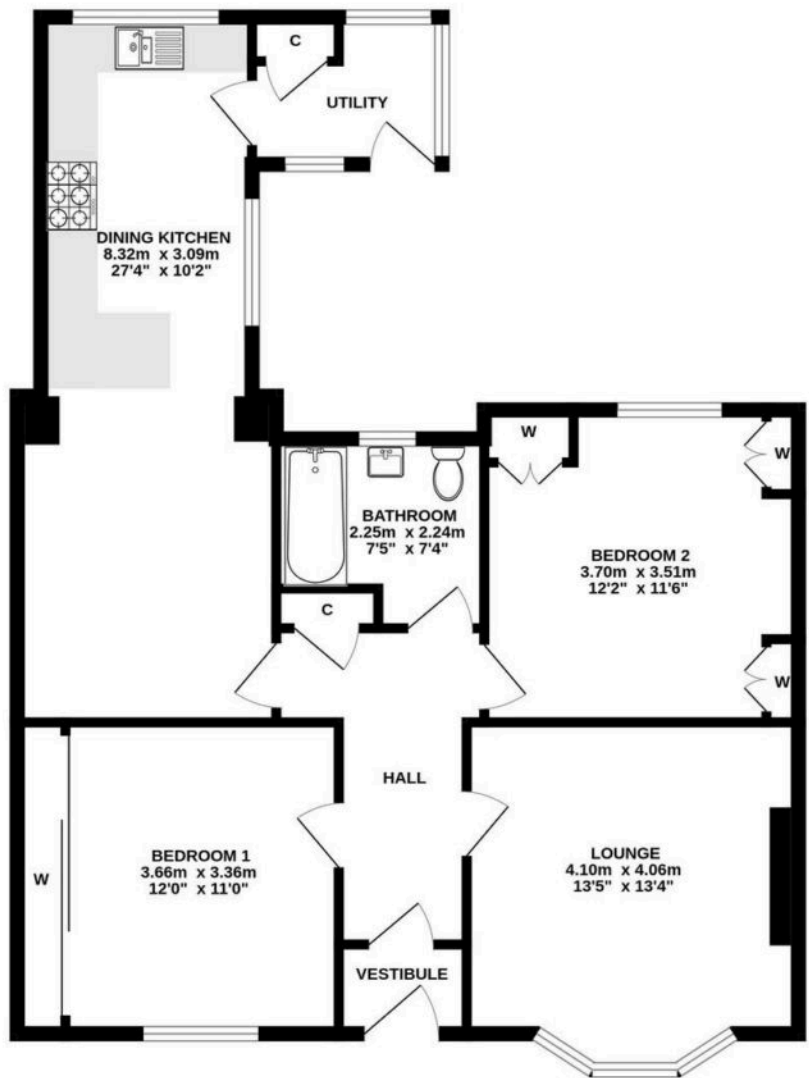 C
UTILITY
DINING KITCHEN
8.32m x 3.09m
27'4" x 10'2"
W
W
BATHROOM
2.25m x 2.24m
7'5" x 7'4"
BEDROOM 2
3.70m x 3.51m
12'2" x 11'6"
C
W
HALL
BEDROOM 1
3.66m x 3.36m
12'0" x 11'0"
W
LOUNGE
4.10m x 4.06m
13'5" x 13'4"
VESTIBULE